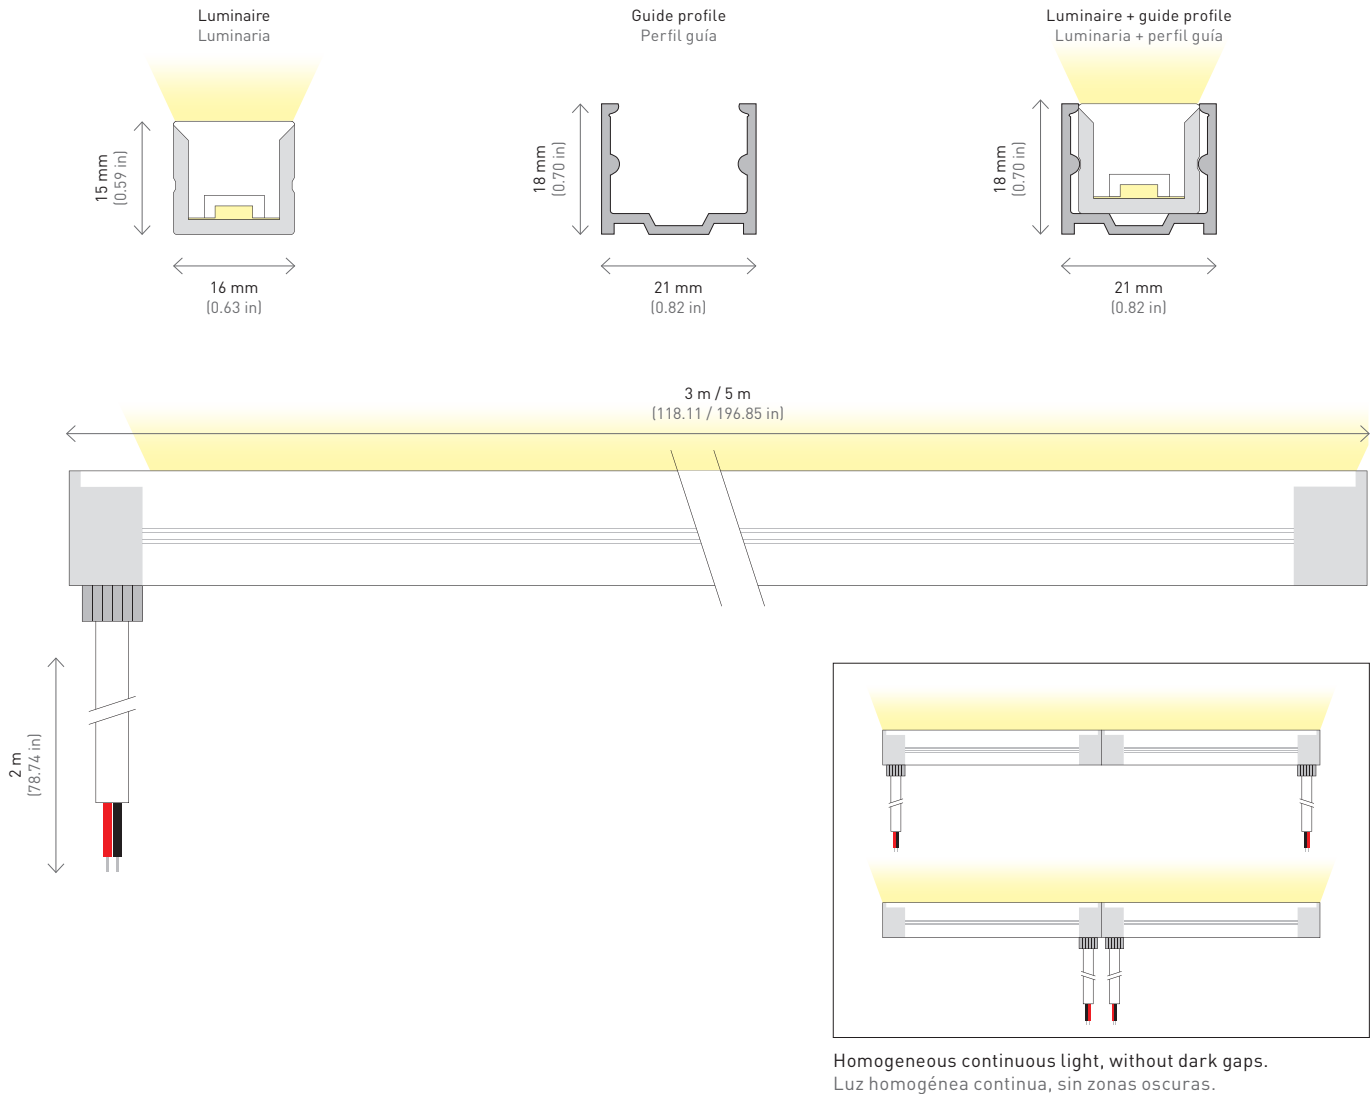 Luminaire
Luminaria
Guide profile
Perfil guía
Luminaire + guide profile
Luminaria + perfil guía
15 mm
(0.59 in)
16 mm
(0.63 in)
18 mm
(0.70 in)
21 mm
(0.82 in)
18 mm
(0.70 in)
21 mm
(0.82 in)
3 m / 5 m
(118.11 / 196.85 in)
2 m
(78.74 in)
Homogeneous continuous light, without dark gaps.
Luz homogénea continua, sin zonas oscuras.